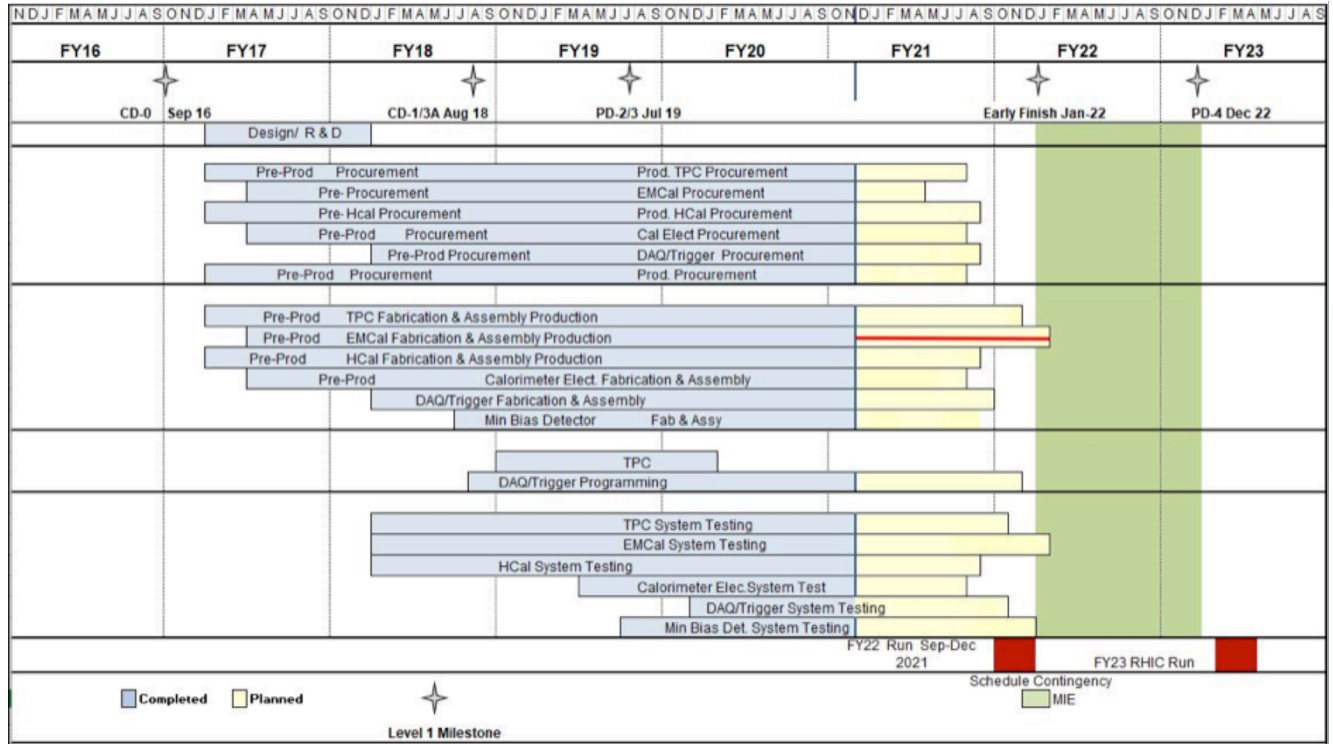 N D J F M A M J J A S O N D J F M A M J J A S O N D J F M A M J J A S O N D J F M A M J J A S O N D J F M A M J J A S O N D J F M A M J J A S O N D J F M A M J J A S O N D J F M A M J J A S
FY16 FY17 FY18 FY19 FY20 FY21 FY22 FY23
CD-0 Sep 16 CD-1/3A Aug 18 PD-2/3 Jul 19 Early Finish Jan-22 PD-4 Dec 22
Design/ R & D
Pre-Prod Procurement Prod. TPC Procurement
Pre- Procurement EMCal Procurement
Pre- Hcal Procurement Prod. HCal Procurement
Pre-Prod Procurement Cal Elect Procurement
Pre-Prod Procurement DAQ/Trigger Procurement
Pre-Prod Procurement Prod. Procurement
Pre-Prod TPC Fabrication & Assembly Production
Pre-Prod EMCal Fabrication & Assembly Production
Pre-Prod HCal Fabrication & Assembly Production
Pre-Prod Calorimeter Elect. Fabrication & Assembly
DAQ/Trigger Fabrication & Assembly
Min Bias Detector Fab & Assy
TPC
DAQ/Trigger Programming
TPC System Testing
EMCal System Testing
HCal System Testing
Calorimeter Elec.System Test
DAQ/Trigger System Testing
Min Bias Det. System Testing
FY22 Run Sep-Dec
2021 FY23 RHIC Run
Schedule Contingency
Completed Planned MIE
Level 1 Milestone